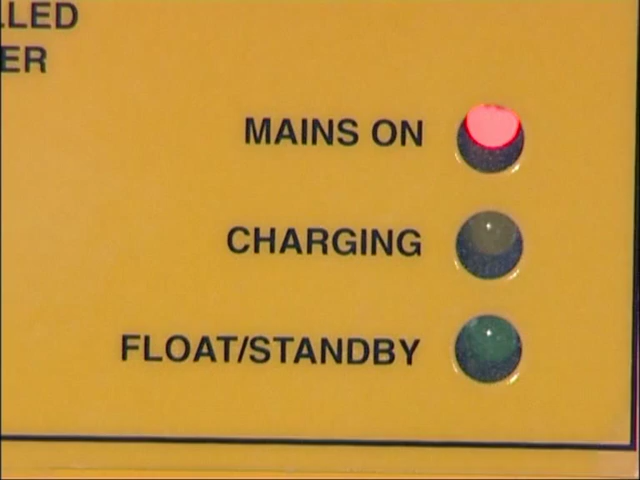 LLED
ER
MAINS ON
CHARGING
FLOAT/STANDBY